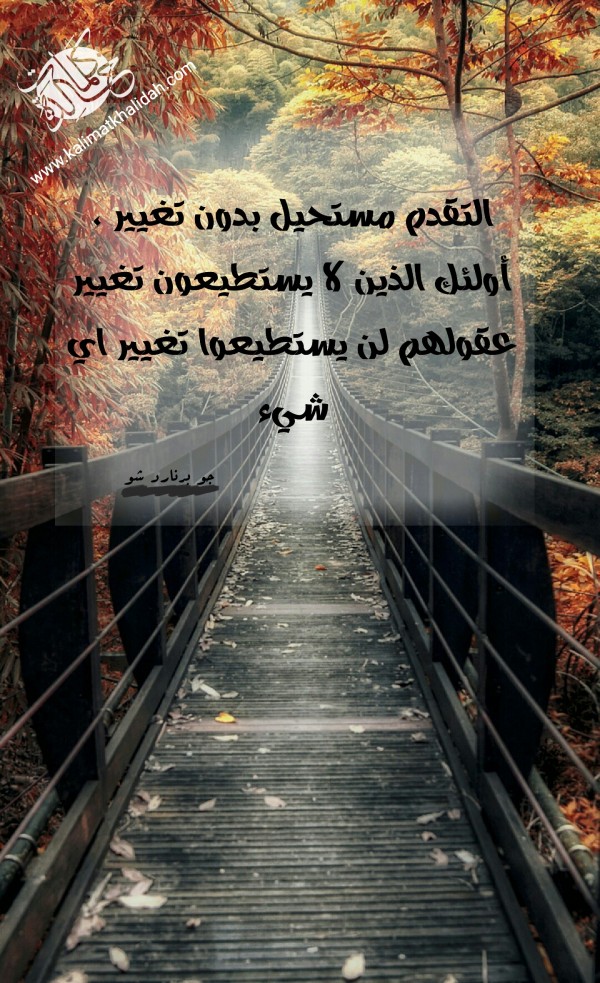 www.kalimatkhalidah.com
التقدم مستحيل بدون تغيير ،
أولئك الذين لا يستطيعون تغيير
عقولهم لن يستطيعوا تغيير اي
شيء
جو برنارد شو